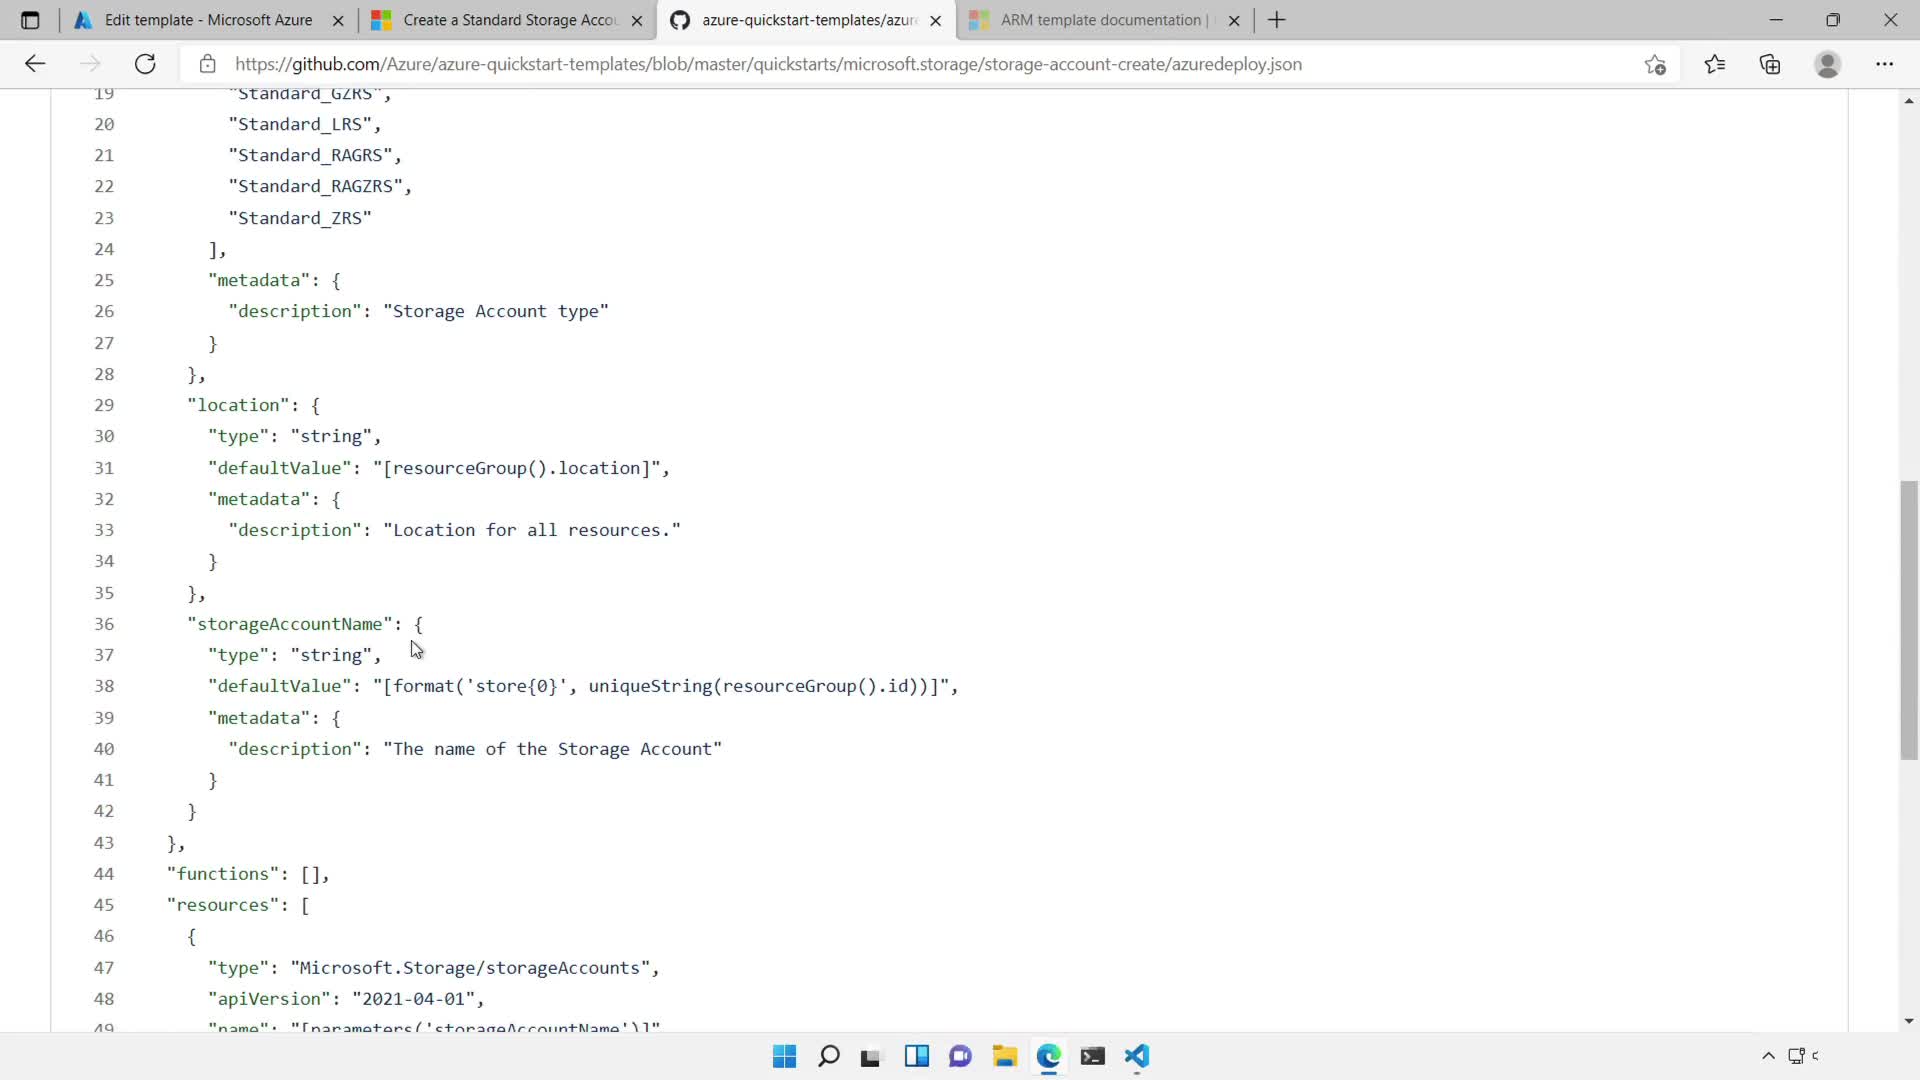 Edit template - Microsoft Azure
Create a Standard Storage Accou
azure-quickstart-templates/azure
ARM template documentation |
https://github.com/Azure/azure-quickstart-templates/blob/master/quickstarts/microsoft.storage/storage-account-create/azuredeploy.json
19 "Standard_GZRS",
20 "Standard_LRS",
21 "Standard_RAGRS",
22 "Standard_RAGZRS",
23 "Standard_ZRS"
24 ],
25 "metadata": {
26 "description": "Storage Account type"
27 }
28 },
29 "location": {
30 "type": "string",
31 "defaultValue": "[resourceGroup().location]",
32 "metadata": {
33 "description": "Location for all resources."
34 }
35 },
36 "storageAccountName": {
37 "type": "string",
38 "defaultValue": "[format('store{0}', uniqueString(resourceGroup().id))]",
39 "metadata": {
40 "description": "The name of the Storage Account"
41 }
42 }
43 },
44 "functions": [],
45 "resources": [
46 {
47 "type": "Microsoft.Storage/storageAccounts",
48 "apiVersion": "2021-04-01",
49 "name": "[parameters('storageAccountName')]"